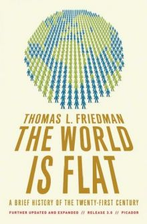 THOMAS L. FRIEDMAN
THE WORLD
IS FLAT
A BRIEF HISTORY OF THE TWENTY-FIRST CENTURY
FURTHER UPDATED AND EXPANDED // RELEASE 3.0 // PICADOR